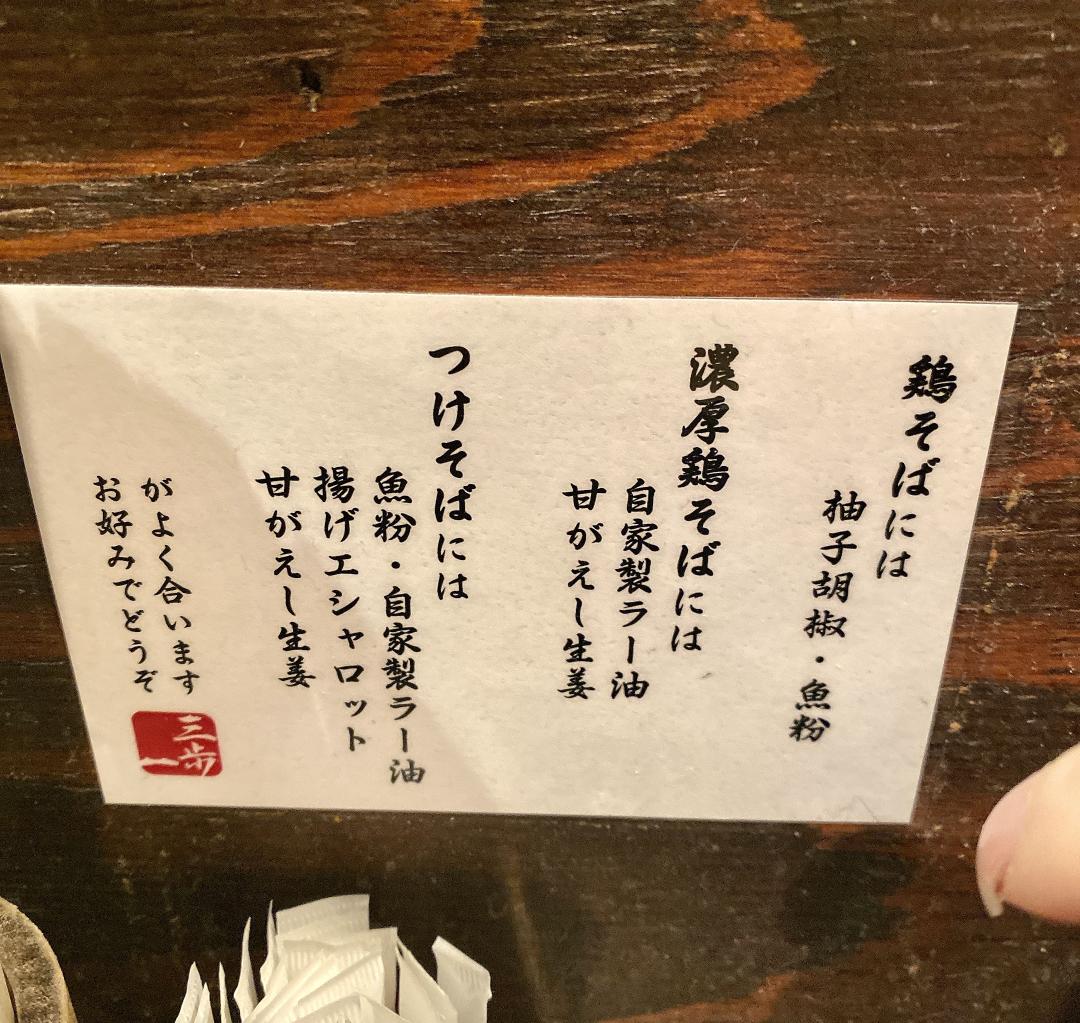 鶏そばには
柚子胡椒・魚粉
濃厚鶏そばには
自家製ラー油
甘がえし生姜
つけそばには
魚粉・自家製ラー油
揚げエシャロット
甘がえし生姜
がよく合います
お好みでどうぞ
三歩一